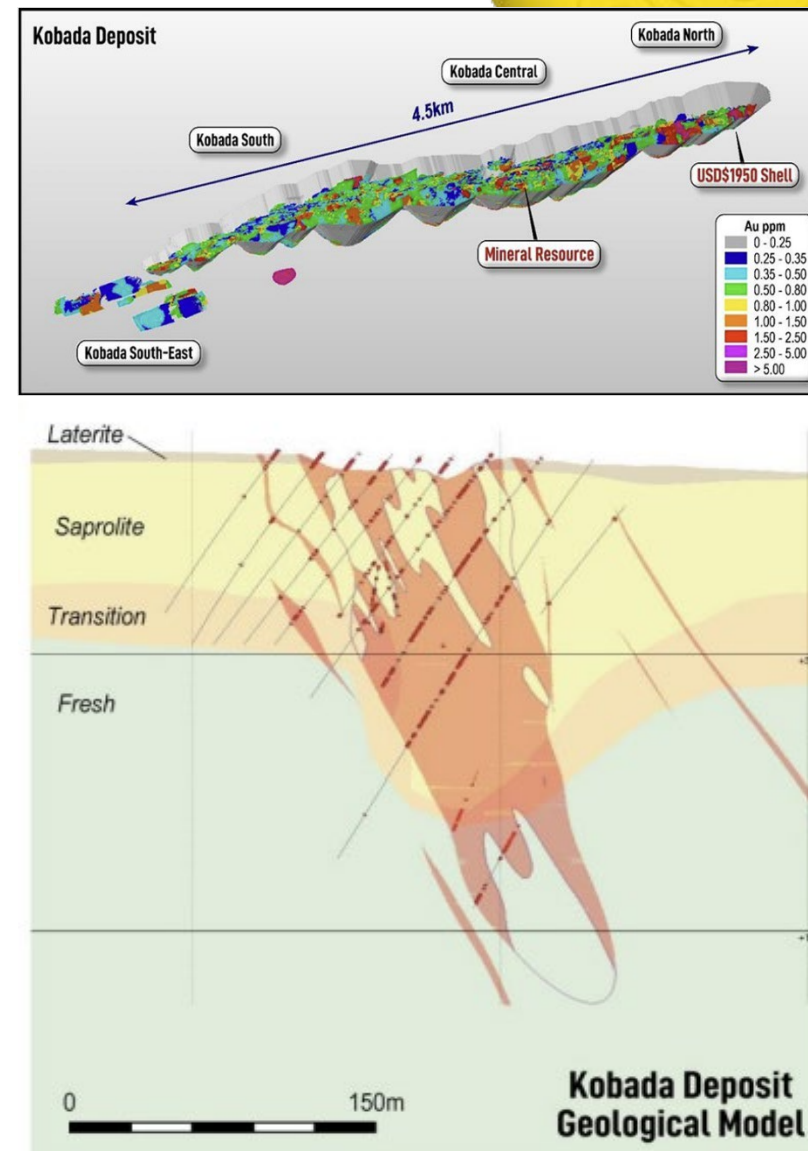 Kobada Deposit
Kobada North
Kobada Central
4.5km
Kobada South
USD$1950 Shell
Mineral Resource
Kobada South-East
Au ppm
0 - 0.25
0.25 - 0.35
0.35 - 0.50
0.50 - 0.80
0.80 - 1.00
1.00 - 1.50
1.50 - 2.50
2.50 - 5.00
> 5.00
Laterite
Saprolite
Transition
Fresh
0
150m
Kobada Deposit
Geological Model